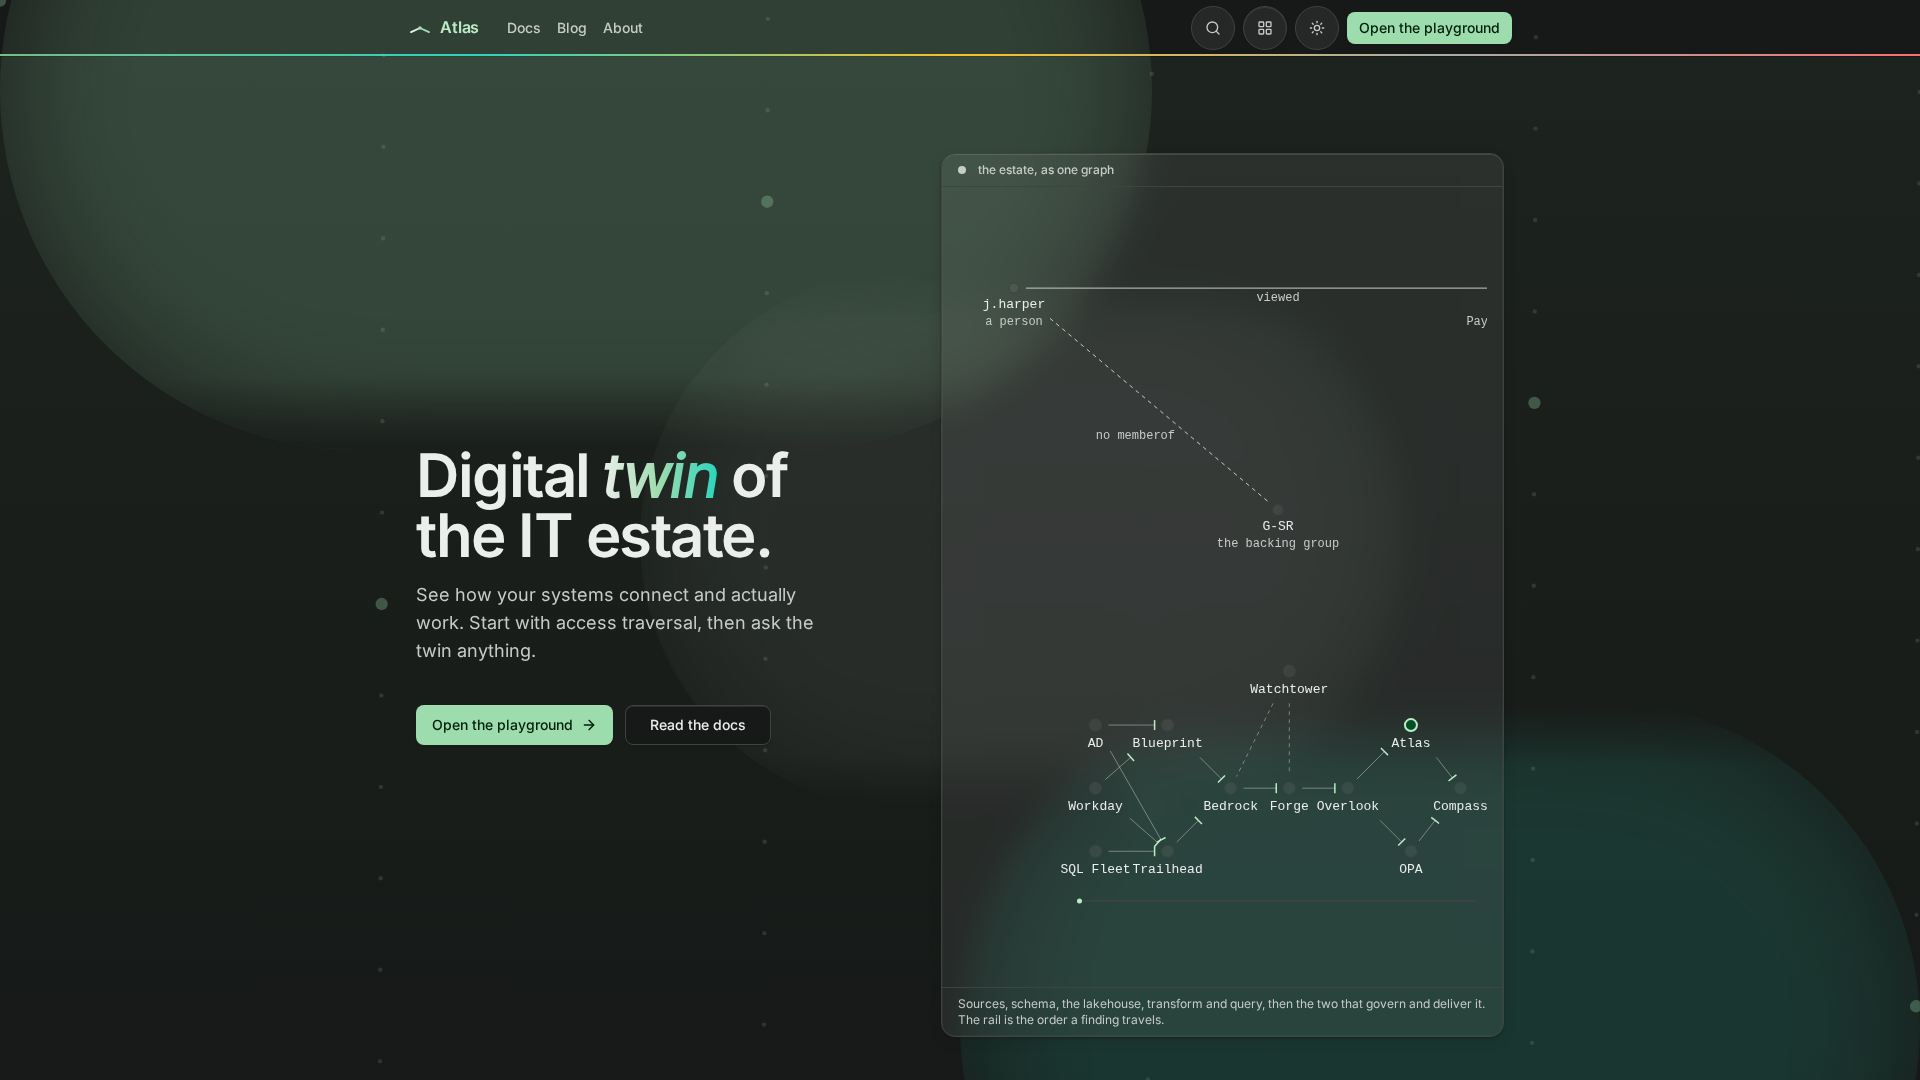 Atlas Docs Blog About Open the playground
the estate, as one graph
viewed
j.harper
a person
Pay
no memberof
G-SR
the backing group
Digital twin of
the IT estate.
See how your systems connect and actually
work. Start with access traversal, then ask the
twin anything.
Open the playground Read the docs
Watchtower
AD Blueprint Atlas
Workday Bedrock Forge Overlook Compass
SQL Fleet Trailhead OPA
Sources, schema, the lakehouse, transform and query, then the two that govern and deliver it.
The rail is the order a finding travels.